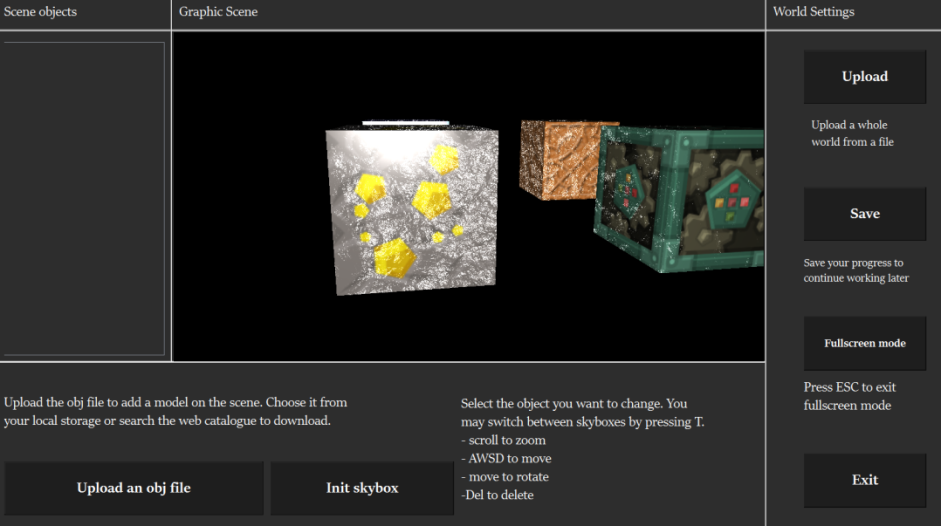 Scene objects
Graphic Scene
World Settings
Upload
Upload a whole
world from a file
Save
Save your progress to
continue working later
Fullscreen mode
Press ESC to exit
fullscreen mode
Exit
Upload the obj file to add a model on the scene. Choose it from
your local storage or search the web catalogue to download.
Upload an obj file
Init skybox
Select the object you want to change. You
may switch between skyboxes by pressing T.
- scroll to zoom
- AWSD to move
- move to rotate
-Del to delete